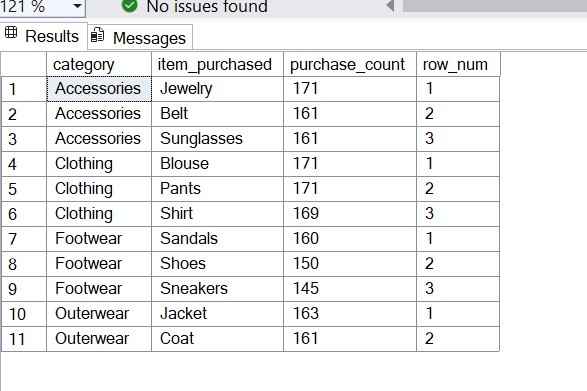 121 % No issues found
Results Messages
category item_purchased purchase_count row_num
1 Accessories Jewelry 171 1
2 Accessories Belt 161 2
3 Accessories Sunglasses 161 3
4 Clothing Blouse 171 1
5 Clothing Pants 171 2
6 Clothing Shirt 169 3
7 Footwear Sandals 160 1
8 Footwear Shoes 150 2
9 Footwear Sneakers 145 3
10 Outerwear Jacket 163 1
11 Outerwear Coat 161 2